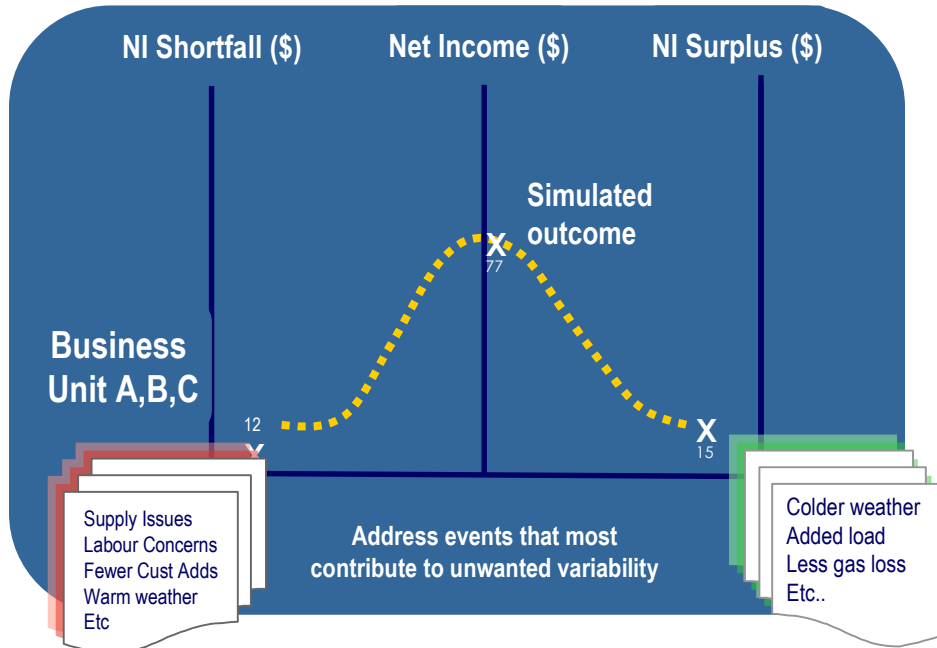 NI Shortfall ($)
Net Income ($)
NI Surplus ($)
Simulated
outcome
X
77
Business
Unit A,B,C
12
X
X
15
Supply Issues
Labour Concerns
Fewer Cust Adds
Warm weather
Etc
Address events that most
contribute to unwanted variability
Colder weather
Added load
Less gas loss
Etc..